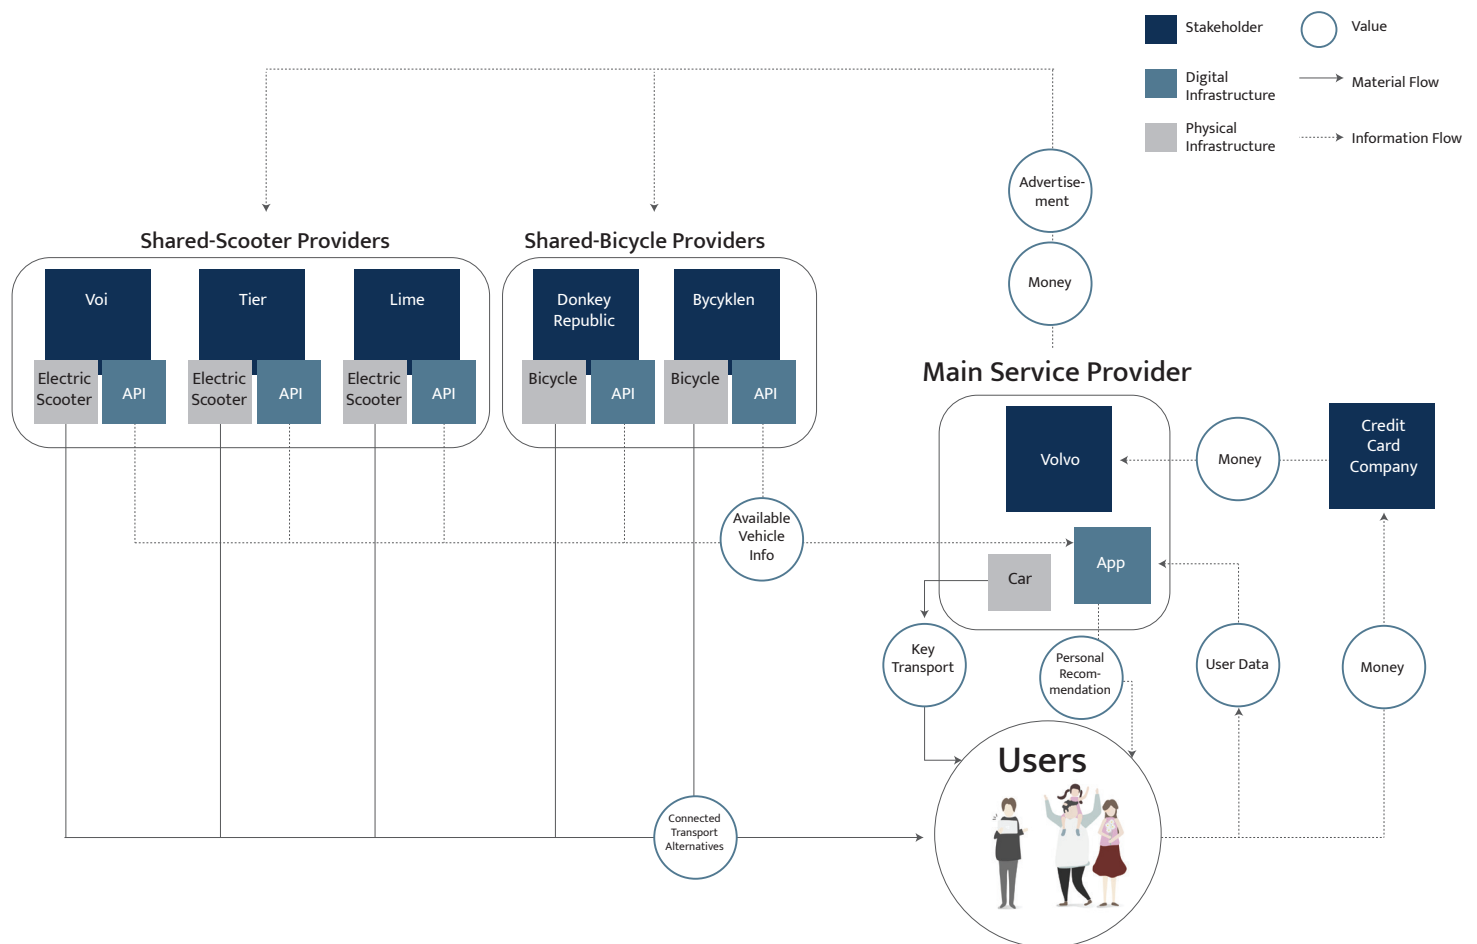 Stakeholder
Value
Digital
Infrastructure
Material Flow
Physical
Infrastructure
Information Flow
Advertise-
ment
Money
Shared-Scooter Providers
Shared-Bicycle Providers
Voi
Tier
Lime
Donkey
Republic
Bycyklen
Electric
Scooter
API
Electric
Scooter
API
Electric
Scooter
API
Bicycle
API
Bicycle
API
Main Service Provider
Volvo
Money
Credit
Card
Company
Available
Vehicle
Info
Car
App
Key
Transport
Personal
Recom-
mendation
User Data
Money
Users
Connected
Transport
Alternatives